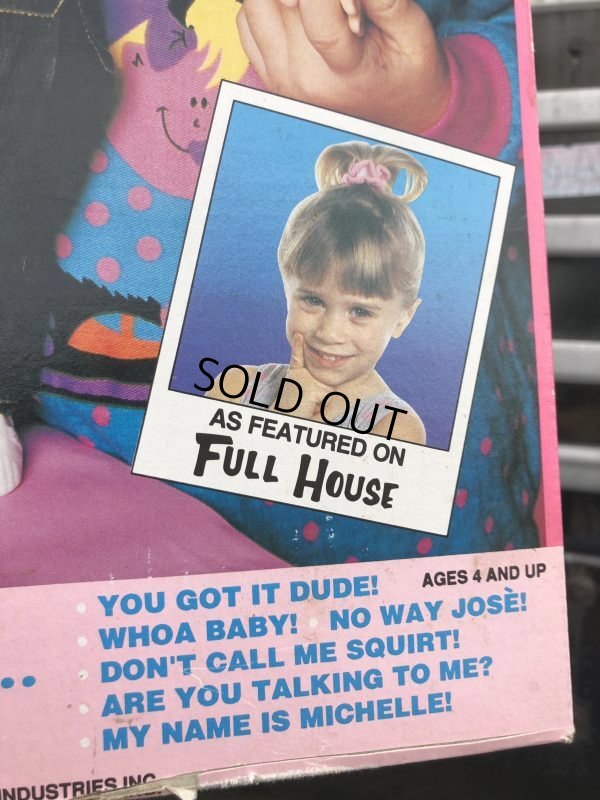 SOLD OUT
AS FEATURED ON
FULL HOUSE
AGES 4 AND UP
• YOU GOT IT DUDE!
• WHOA BABY! • NO WAY JOSÈ!
• DON'T CALL ME SQUIRT!
• ARE YOU TALKING TO ME?
• MY NAME IS MICHELLE!
INDUSTRIES INC.